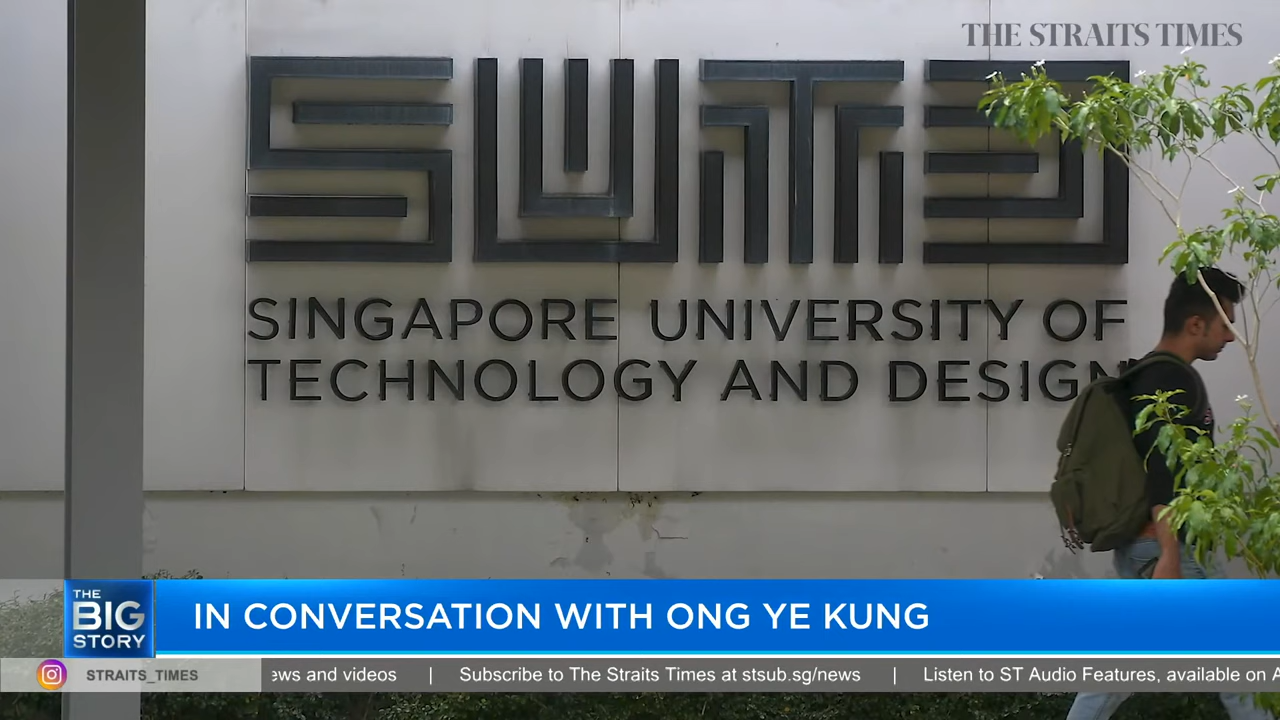 THE STRAITS TIMES
SUTD
SINGAPORE UNIVERSITY OF
TECHNOLOGY AND DESIGN
THE
BIG
STORY
IN CONVERSATION WITH ONG YE KUNG
STRAITS_TIMES
ews and videos | Subscribe to The Straits Times at stsub.sg/news | Listen to ST Audio Features, available on A